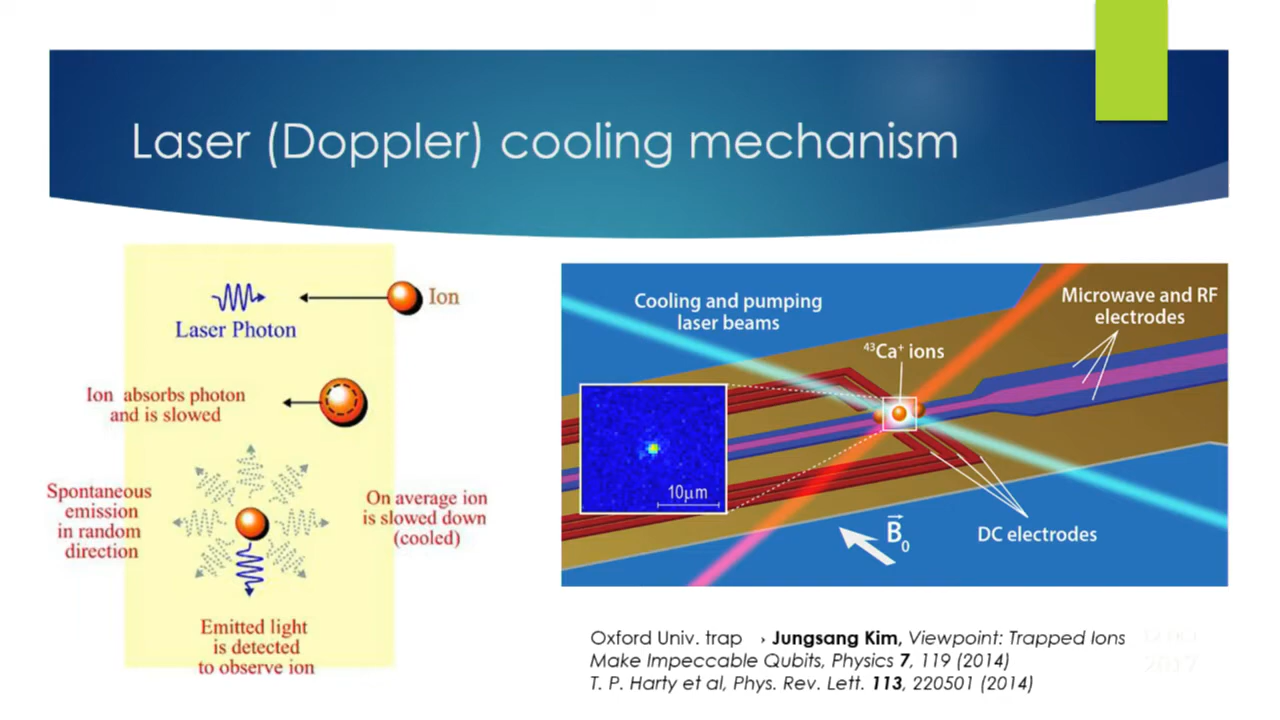 Laser (Doppler) cooling mechanism
Laser Photon
Ion
Ion absorbs photon
and is slowed
Spontaneous
emission
in random
direction
On average ion
is slowed down
(cooled)
Emitted light
is detected
to observe ion
Cooling and pumping
laser beams
Microwave and RF
electrodes
⁴³Ca⁺ ions
10μm
B⃗₀
DC electrodes
Oxford Univ. trap → Jungsang Kim, Viewpoint: Trapped Ions
Make Impeccable Qubits, Physics 7, 119 (2014)
T. P. Harty et al, Phys. Rev. Lett. 113, 220501 (2014)
2017